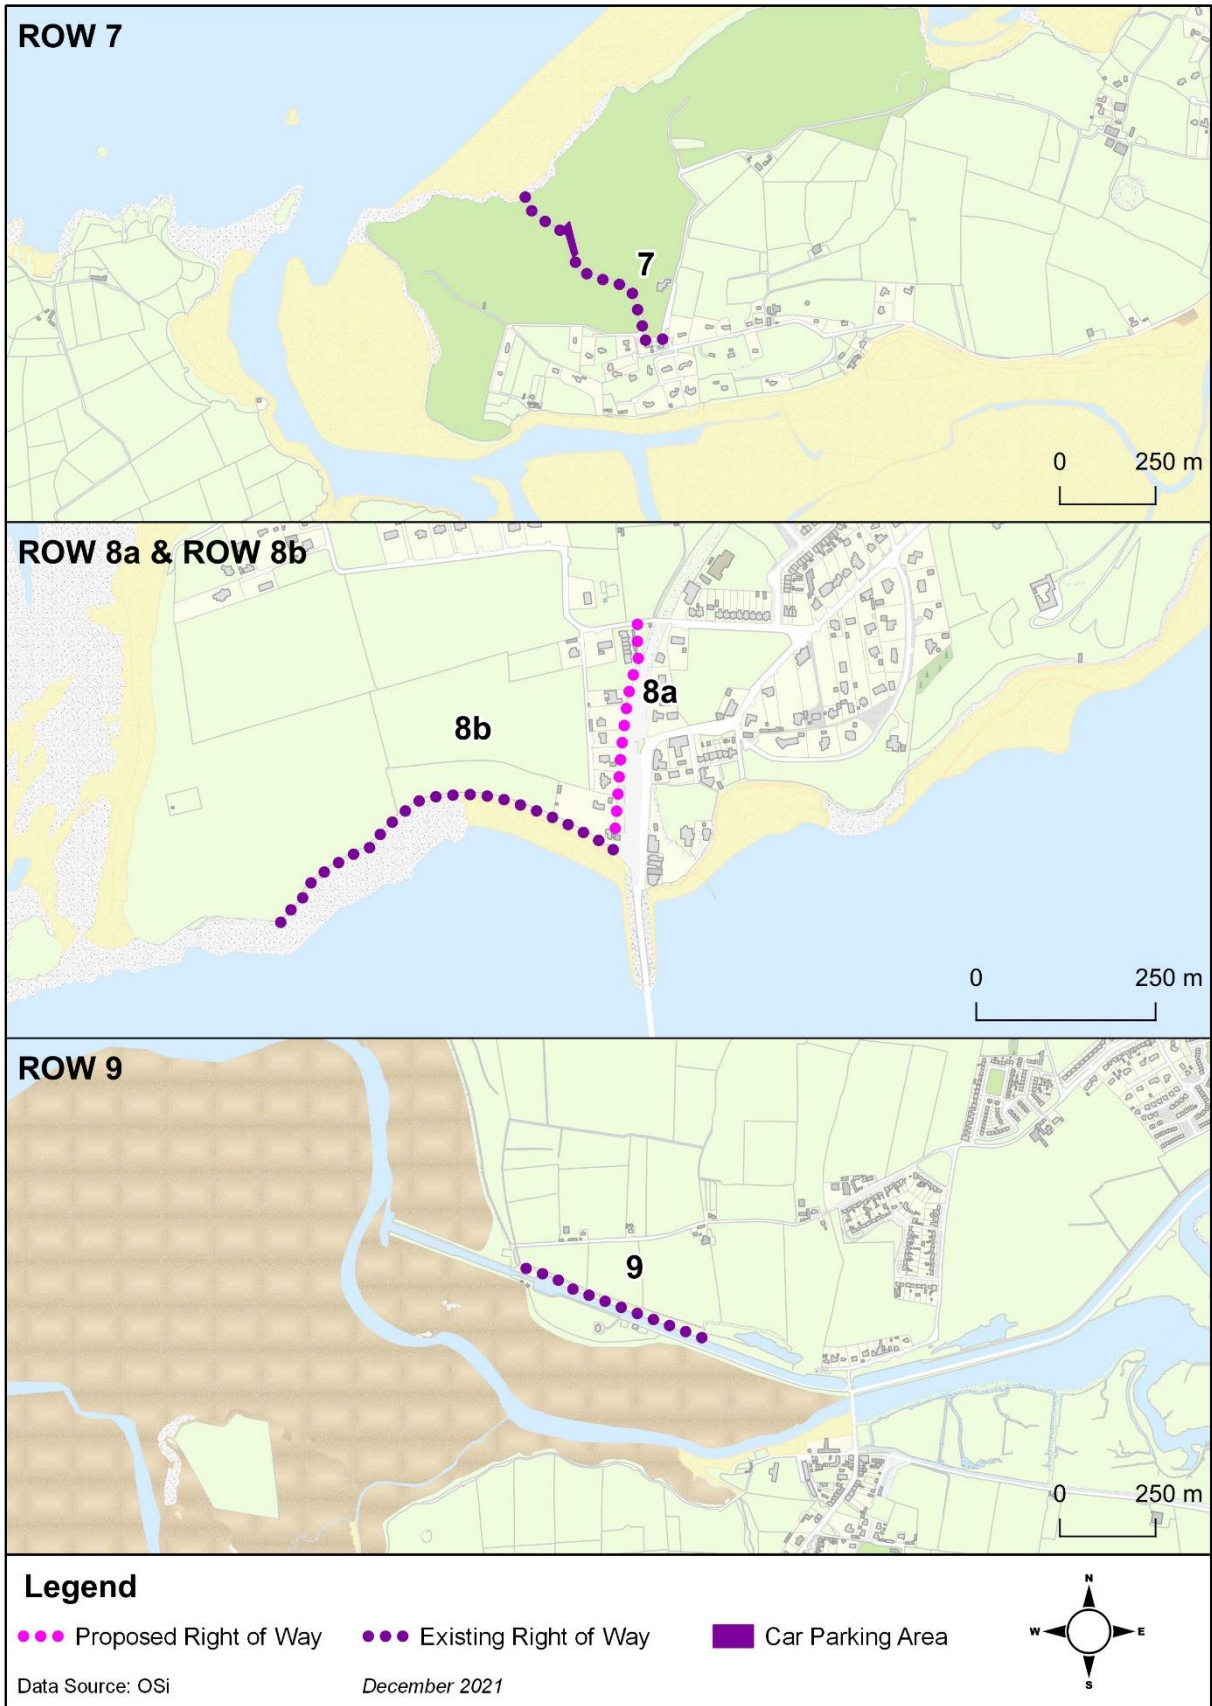 ROW 7
7
0 250 m
ROW 8a & ROW 8b
8a
8b
0 250 m
ROW 9
9
0 250 m
Legend
Proposed Right of Way Existing Right of Way Car Parking Area
Data Source: OSi December 2021
N
W E
S